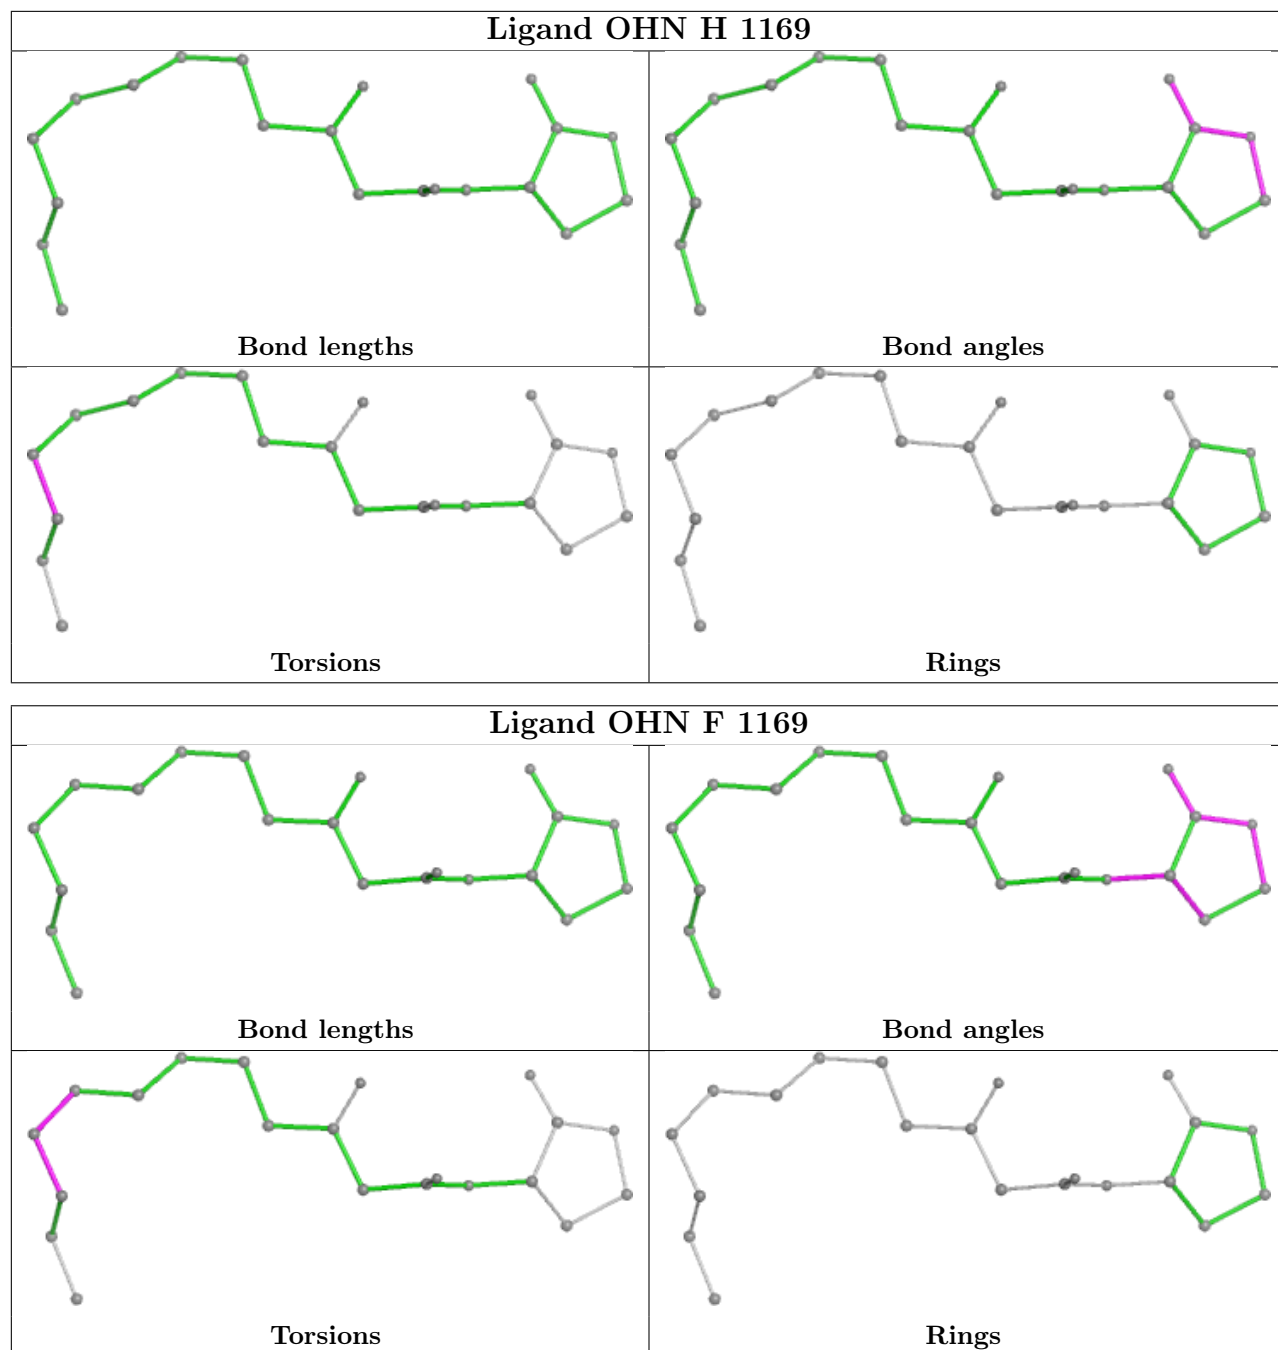 Ligand OHN H 1169
Bond lengths
Bond angles
Torsions
Rings
Ligand OHN F 1169
Bond lengths
Bond angles
Torsions
Rings